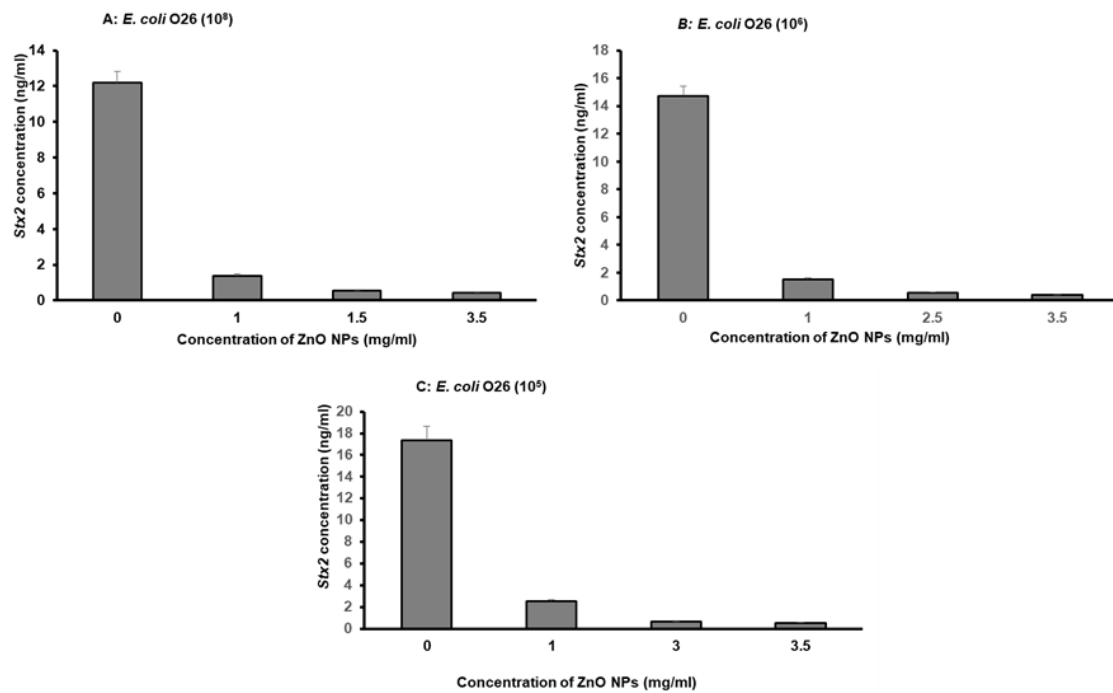 A: E. coli O26 (10⁸)
14
12
10
8
6
4
2
0
Stx2 concentration (ng/ml)
0 1 1.5 3.5
Concentration of ZnO NPs (mg/ml)
B: E. coli O26 (10⁶)
18
16
14
12
10
8
6
4
2
0
Stx2 concentration (ng/ml)
0 1 2.5 3.5
Concentration of ZnO NPs (mg/ml)
C: E. coli O26 (10⁵)
20
18
16
14
12
10
8
6
4
2
0
Stx2 concentration (ng/ml)
0 1 3 3.5
Concentration of ZnO NPs (mg/ml)